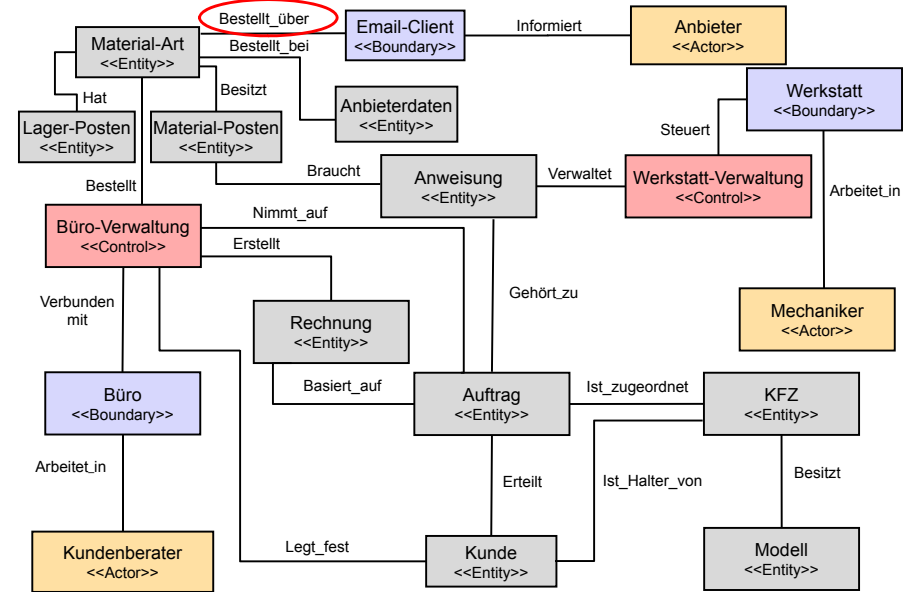 Bestellt_über
Material-Art
<<Entity>>
Email-Client
<<Boundary>>
Informiert
Anbieter
<<Actor>>
Bestellt_bei
Hat
Besitzt
Anbieterdaten
<<Entity>>
Werkstatt
<<Boundary>>
Lager-Posten
<<Entity>>
Material-Posten
<<Entity>>
Steuert
Braucht
Anweisung
<<Entity>>
Verwaltet
Werkstatt-Verwaltung
<<Control>>
Arbeitet_in
Bestellt
Büro-Verwaltung
<<Control>>
Nimmt_auf
Erstellt
Verbunden
mit
Gehört_zu
Rechnung
<<Entity>>
Mechaniker
<<Actor>>
Büro
<<Boundary>>
Basiert_auf
Auftrag
<<Entity>>
Ist_zugeordnet
KFZ
<<Entity>>
Arbeitet_in
Erteilt
Ist_Halter_von
Besitzt
Kundenberater
<<Actor>>
Legt_fest
Kunde
<<Entity>>
Modell
<<Entity>>